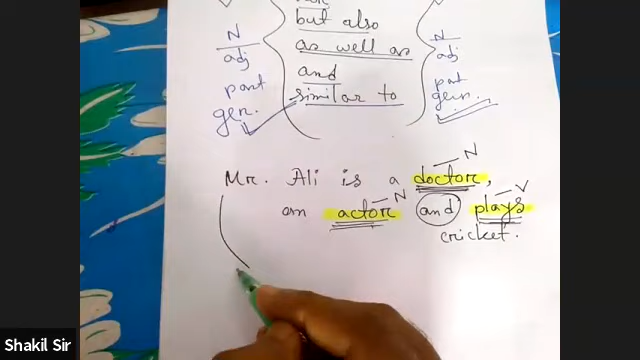 but also
N as well as N
adj and adj
part similar to part
gen. gern.
Mr. Ali is a doctor, N
an actor N and plays V
cricket.
Shakil Sir